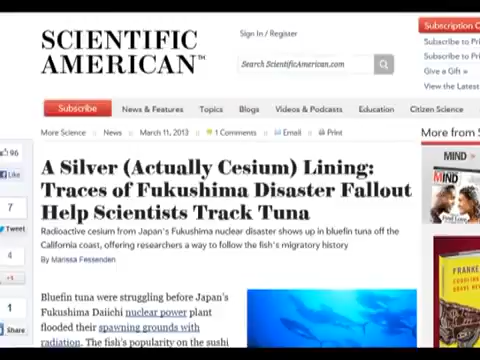 SCIENTIFIC
AMERICAN™
Sign In / Register
Search ScientificAmerican.com
Subscription
Subscribe to Pri
Subscribe to Pri
Give a Gift »
View the Latest
Subscribe
News & Features
Topics
Blogs
Videos & Podcasts
Education
Citizen Science
More Science :: News :: March 11, 2013 :: 1 Comments :: Email :: Print
More from S
96
Like
7
Tweet
4
+1
1
Share
A Silver (Actually Cesium) Lining:
Traces of Fukushima Disaster Fallout
Help Scientists Track Tuna
Radioactive cesium from Japan's Fukushima nuclear disaster shows up in bluefin tuna off the
California coast, offering researchers a way to follow the fish's migratory history
By Marissa Fessenden
Bluefin tuna were struggling before Japan's
Fukushima Daiichi nuclear power plant
flooded their spawning grounds with
radiation. The fish's popularity on the sushi
MIND
MIND
FRANKE